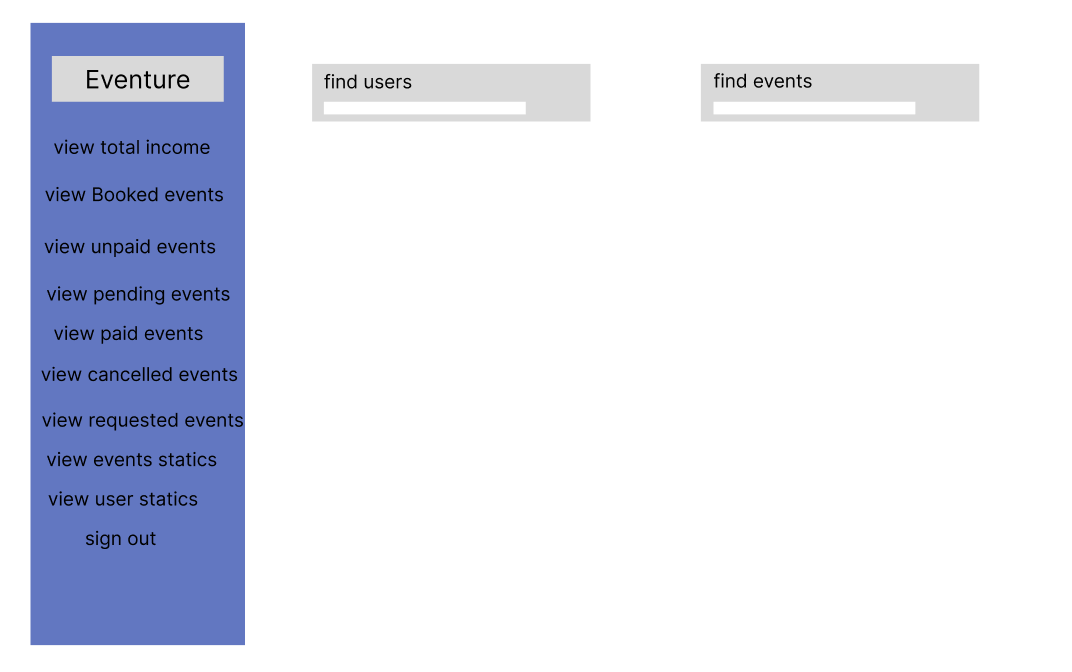 Eventure
view total income
view Booked events
view unpaid events
view pending events
view paid events
view cancelled events
view requested events
view events statics
view user statics
sign out
find users
find events